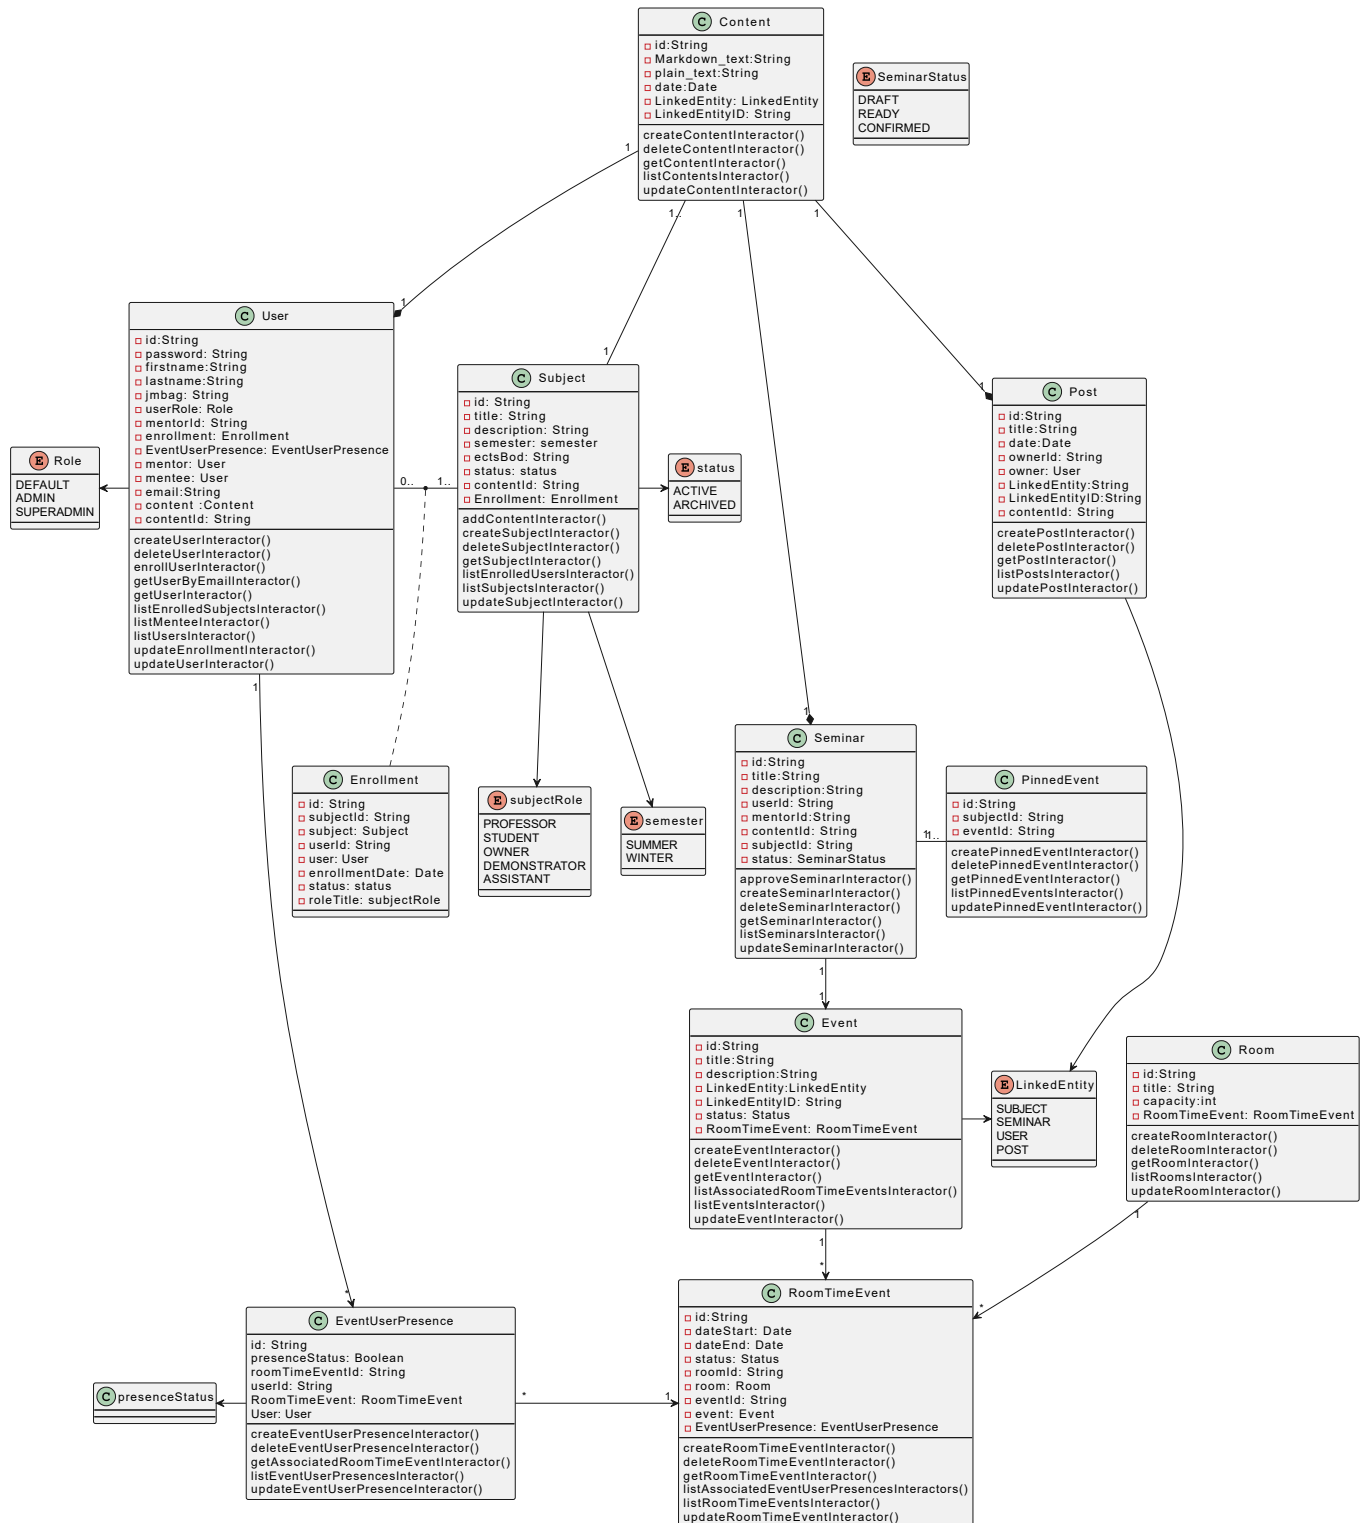 C Content
id:String
Markdown_text:String
plain_text:String
date:Date
LinkedEntity: LinkedEntity
LinkedEntityID: String
createContentInteractor()
deleteContentInteractor()
getContentInteractor()
listContentsInteractor()
updateContentInteractor()
E SeminarStatus
DRAFT
READY
CONFIRMED
1
1..
1
1
1
1
1
1
C User
id:String
password: String
firstname:String
lastname:String
jmbag: String
userRole: Role
mentorId: String
enrollment: Enrollment
EventUserPresence: EventUserPresence
mentor: User
mentee: User
email:String
content :Content
contentId: String
createUserInteractor()
deleteUserInteractor()
enrollUserInteractor()
getUserByEmailInteractor()
getUserInteractor()
listEnrolledSubjectsInteractor()
listMenteeInteractor()
listUsersInteractor()
updateEnrollmentInteractor()
updateUserInteractor()
E Role
DEFAULT
ADMIN
SUPERADMIN
0..
1..
C Subject
id: String
title: String
description: String
semester: semester
ectsBod: String
status: status
contentId: String
Enrollment: Enrollment
addContentInteractor()
createSubjectInteractor()
deleteSubjectInteractor()
getSubjectInteractor()
listEnrolledUsersInteractor()
listSubjectsInteractor()
updateSubjectInteractor()
E status
ACTIVE
ARCHIVED
C Post
id:String
title:String
date:Date
ownerId: String
owner: User
LinkedEntity:String
LinkedEntityID:String
contentId: String
createPostInteractor()
deletePostInteractor()
getPostInteractor()
listPostsInteractor()
updatePostInteractor()
1
C Enrollment
id: String
subjectId: String
subject: Subject
userId: String
user: User
enrollmentDate: Date
status: status
roleTitle: subjectRole
E subjectRole
PROFESSOR
STUDENT
OWNER
DEMONSTRATOR
ASSISTANT
E semester
SUMMER
WINTER
C Seminar
id:String
title:String
description:String
userId: String
mentorId:String
contentId: String
subjectId: String
status: SeminarStatus
approveSeminarInteractor()
createSeminarInteractor()
deleteSeminarInteractor()
getSeminarInteractor()
listSeminarsInteractor()
updateSeminarInteractor()
1
1..
C PinnedEvent
id:String
subjectId: String
eventId: String
createPinnedEventInteractor()
deletePinnedEventInteractor()
getPinnedEventInteractor()
listPinnedEventsInteractor()
updatePinnedEventInteractor()
1
1
C Event
id:String
title:String
description:String
LinkedEntity:LinkedEntity
LinkedEntityID: String
status: Status
RoomTimeEvent: RoomTimeEvent
createEventInteractor()
deleteEventInteractor()
getEventInteractor()
listAssociatedRoomTimeEventsInteractor()
listEventsInteractor()
updateEventInteractor()
E LinkedEntity
SUBJECT
SEMINAR
USER
POST
C Room
id:String
title: String
capacity:int
RoomTimeEvent: RoomTimeEvent
createRoomInteractor()
deleteRoomInteractor()
getRoomInteractor()
listRoomsInteractor()
updateRoomInteractor()
1
1
*
*
*
C EventUserPresence
id: String
presenceStatus: Boolean
roomTimeEventId: String
userId: String
RoomTimeEvent: RoomTimeEvent
User: User
createEventUserPresenceInteractor()
deleteEventUserPresenceInteractor()
getAssociatedRoomTimeEventInteractor()
listEventUserPresencesInteractor()
updateEventUserPresenceInteractor()
C presenceStatus
*
1
C RoomTimeEvent
id:String
dateStart: Date
dateEnd: Date
status: Status
roomId: String
room: Room
eventId: String
event: Event
EventUserPresence: EventUserPresence
createRoomTimeEventInteractor()
deleteRoomTimeEventInteractor()
getRoomTimeEventInteractor()
listAssociatedEventUserPresencesInteractors()
listRoomTimeEventsInteractor()
updateRoomTimeEventInteractor()